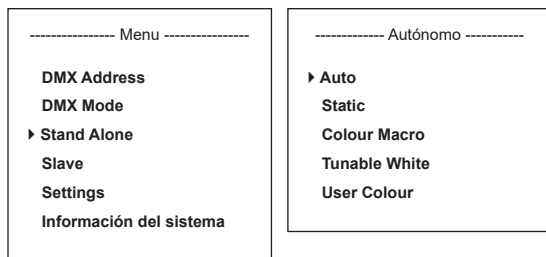 ---------------- Menu ----------------
DMX Address
DMX Mode
Stand Alone
Slave
Settings
Información del sistema
------------- Autónomo -----------
Auto
Static
Colour Macro
Tunable White
User Colour